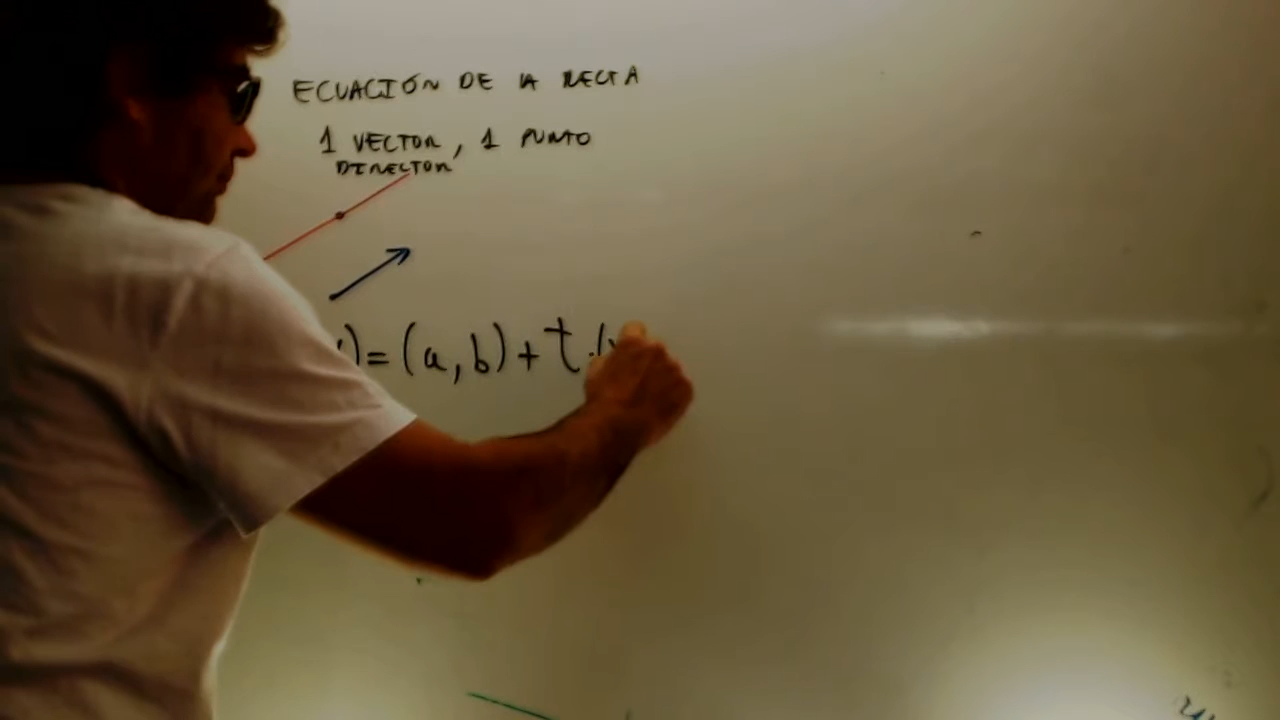 ECUACIÓN DE LA RECTA
1 VECTOR, 1 PUNTO
DIRECTOR
)=(a,b)+t·(